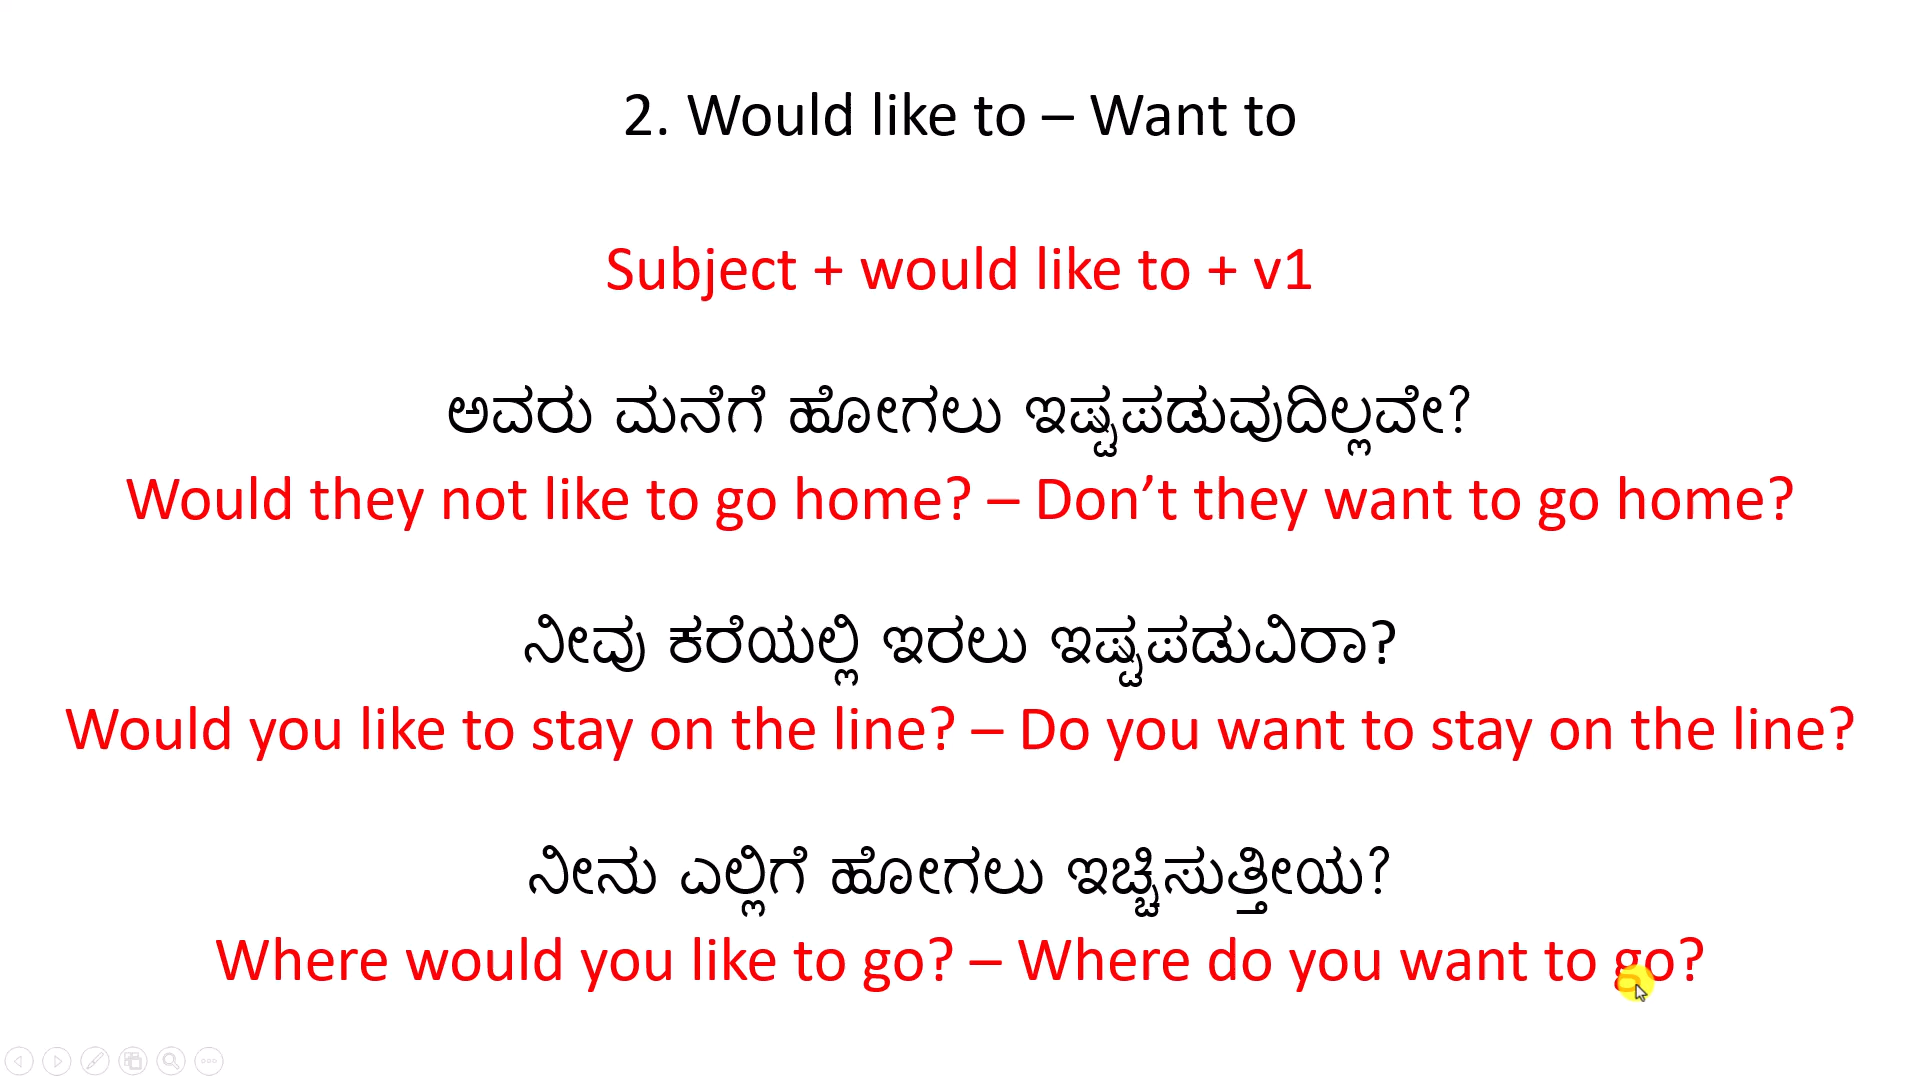 2. Would like to – Want to
Subject + would like to + v1
ಅವರು ಮನೆಗೆ ಹೋಗಲು ಇಷ್ಟಪಡುವುದಿಲ್ಲವೇ?
Would they not like to go home? – Don’t they want to go home?
ನೀವು ಕರೆಯಲ್ಲಿ ಇರಲು ಇಷ್ಟಪಡುವಿರಾ?
Would you like to stay on the line? – Do you want to stay on the line?
ನೀನು ಎಲ್ಲಿಗೆ ಹೋಗಲು ಇಚ್ಚಿಸುತ್ತೀಯ?
Where would you like to go? – Where do you want to go?